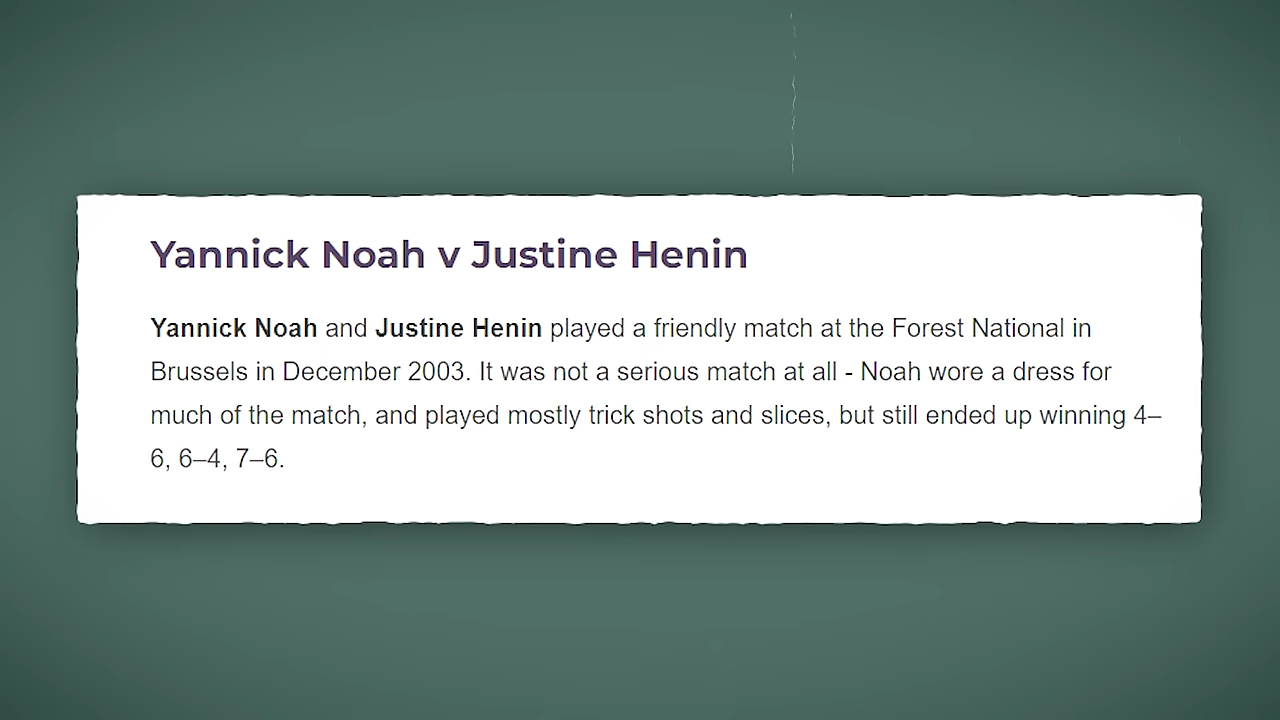 Yannick Noah v Justine Henin
Yannick Noah and Justine Henin played a friendly match at the Forest National in
Brussels in December 2003. It was not a serious match at all - Noah wore a dress for
much of the match, and played mostly trick shots and slices, but still ended up winning 4–
6, 6–4, 7–6.